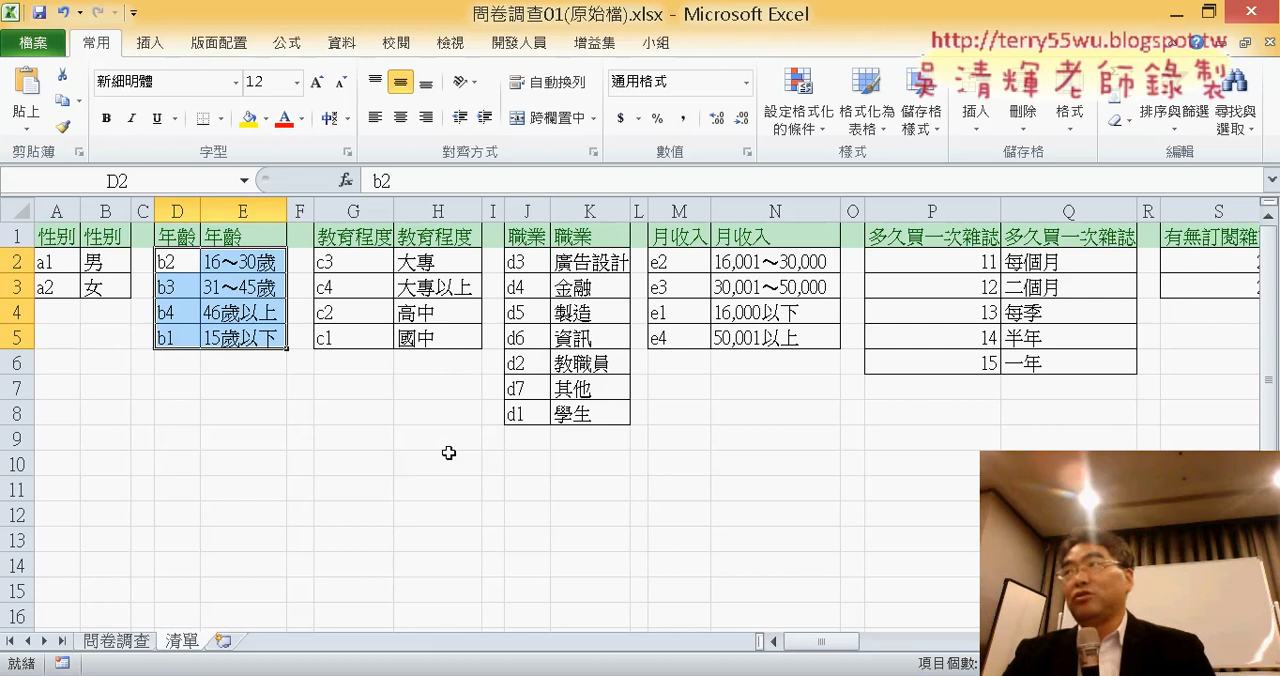 問卷調查01(原始檔).xlsx - Microsoft Excel
檔案 常用 插入 版面配置 公式 資料 校閱 檢視 開發人員 增益集 小組
http://terry55wu.blogspot.tw
吳清輝老師錄製
新細明體 12 自動換列 通用格式
貼上 B I U 中 跨欄置中 $ % , 設定格式化的條件 格式化為表格 儲存格樣式 插入 刪除 格式 排序與篩選 尋找與選取
剪貼簿 字型 對齊方式 數值 樣式 儲存格 編輯
D2 fx b2
A B C D E F G H I J K L M N O P Q R S
1 性別 性別 年齡 年齡 教育程度 教育程度 職業 職業 月收入 月收入 多久買一次雜誌 多久買一次雜誌 有無訂閱雜
2 a1 男 b2 16～30歲 c3 大專 d3 廣告設計 e2 16,001～30,000 11 每個月
3 a2 女 b3 31～45歲 c4 大專以上 d4 金融 e3 30,001～50,000 12 二個月
4 b4 46歲以上 c2 高中 d5 製造 e1 16,000以下 13 每季
5 b1 15歲以下 c1 國中 d6 資訊 e4 50,001以上 14 半年
6 d2 教職員 15 一年
7 d7 其他
8 d1 學生
9
10
11
12
13
14
15
16
問卷調查 清單
就緒 項目個數: